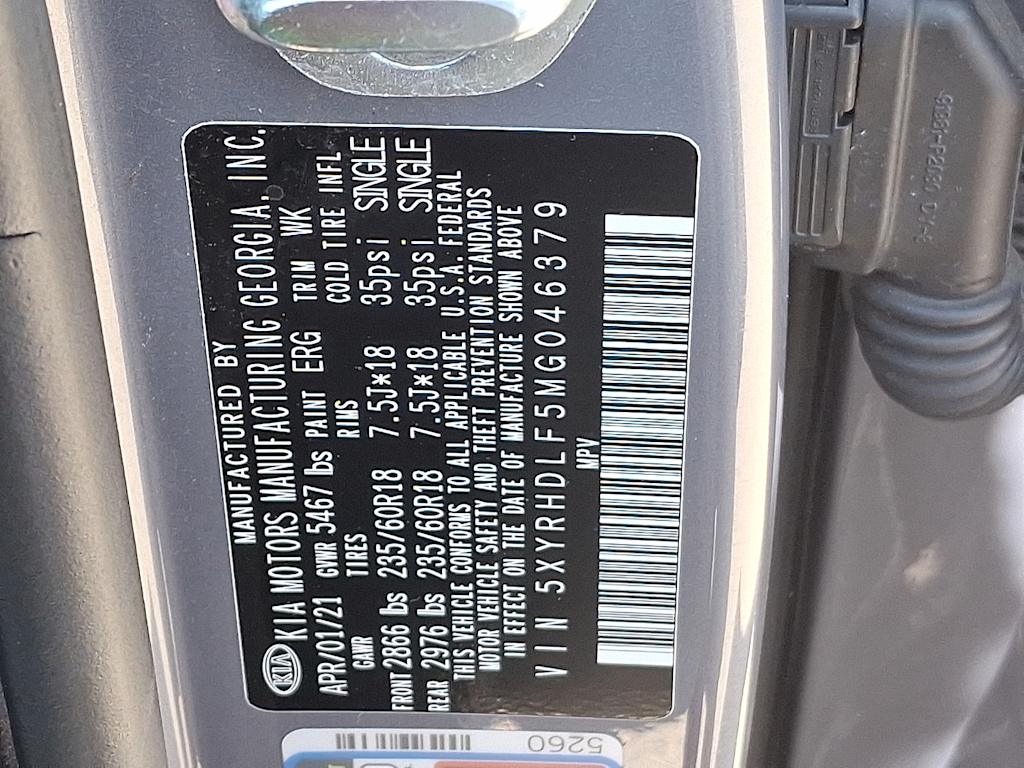 MANUFACTURED BY
KIA KIA MOTORS MANUFACTURING GEORGIA, INC.
APR/01/21 GVWR 5467 lbs PAINT ERG TRIM WK
GAWR TIRES RIMS COLD TIRE INFL
FRONT 2866 lbs 235/60R18 7.5J*18 35psi SINGLE
REAR 2976 lbs 235/60R18 7.5J*18 35psi SINGLE
THIS VEHICLE CONFORMS TO ALL APPLICABLE U.S.A. FEDERAL
MOTOR VEHICLE SAFETY AND THEFT PREVENTION STANDARDS
IN EFFECT ON THE DATE OF MANUFACTURE SHOWN ABOVE
VIN 5XYRHDLF5MG046379
MPV
5260